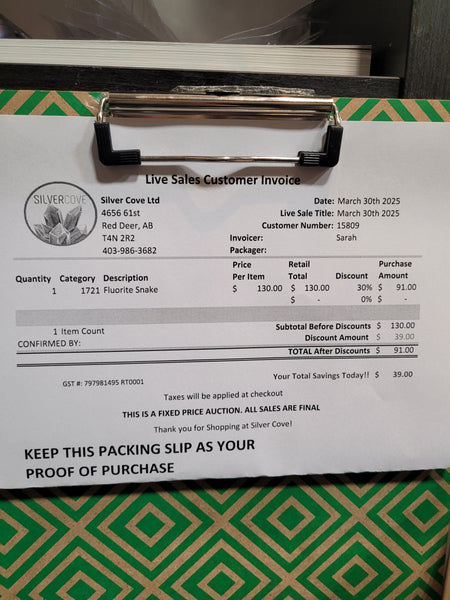 Live Sales Customer Invoice
SILVERCOVE
Silver Cove Ltd
4656 61st
Red Deer, AB
T4N 2R2
403-986-3682
Date: March 30th 2025
Live Sale Title: March 30th 2025
Customer Number: 15809
Invoicer: Sarah
Packager:
Quantity Category Description Price Per Item Retail Total Discount Purchase Amount
1 1721 Fluorite Snake $ 130.00 $ 130.00 30% $ 91.00
$ - 0% $ -
1 Item Count Subtotal Before Discounts $ 130.00
CONFIRMED BY: Discount Amount $ 39.00
TOTAL After Discounts $ 91.00
GST #: 797981495 RT0001 Your Total Savings Today!! $ 39.00
Taxes will be applied at checkout
THIS IS A FIXED PRICE AUCTION. ALL SALES ARE FINAL
Thank you for Shopping at Silver Cove!
KEEP THIS PACKING SLIP AS YOUR
PROOF OF PURCHASE